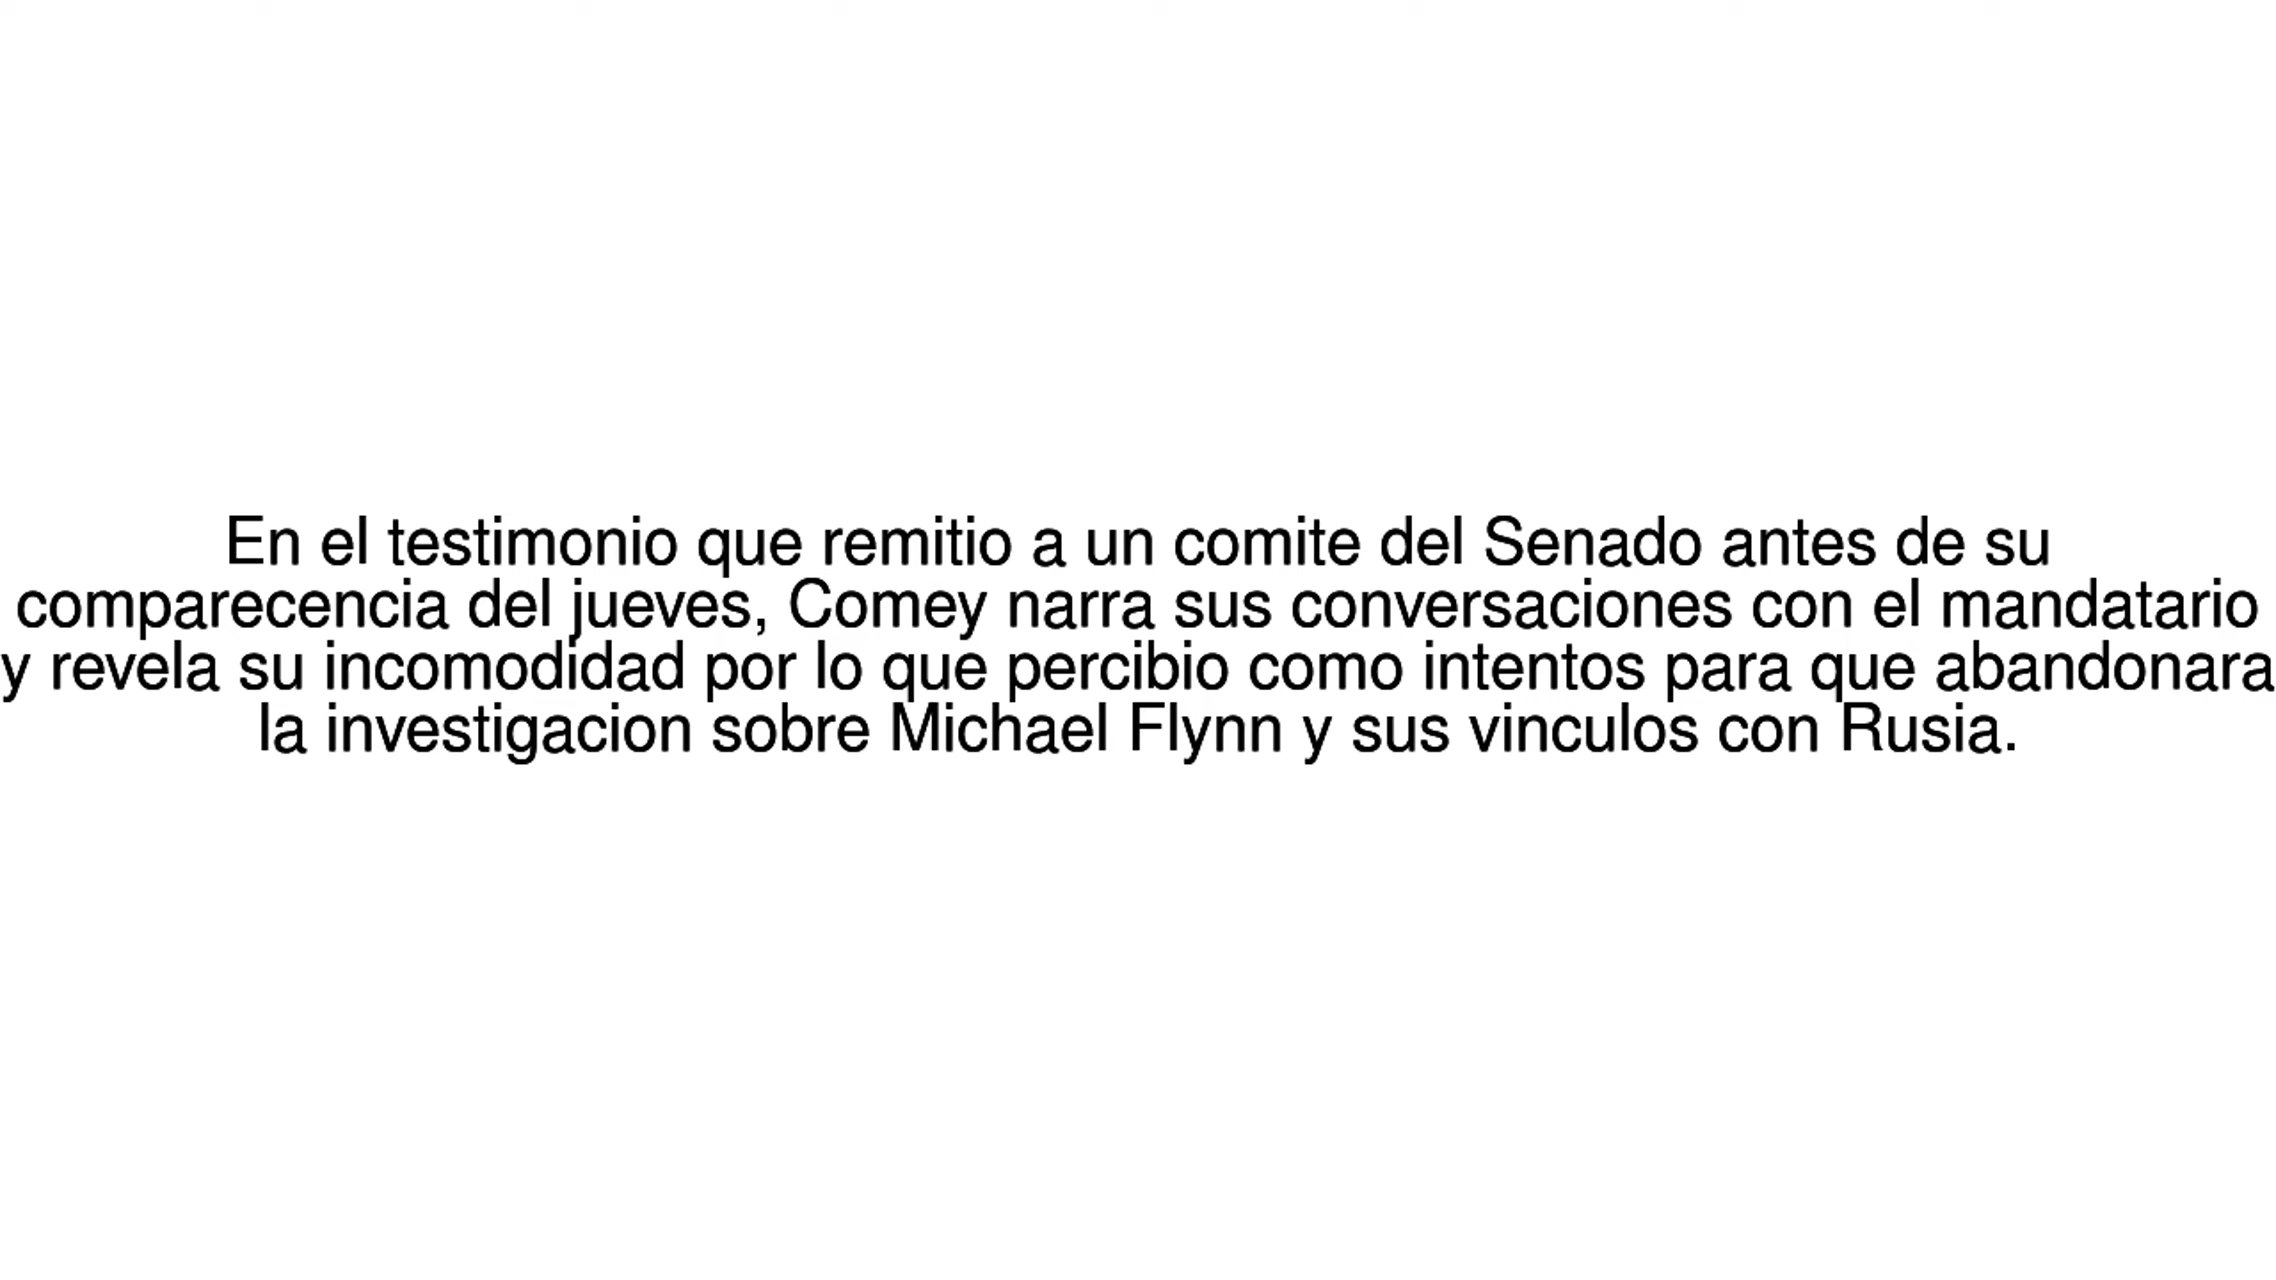 En el testimonio que remitio a un comite del Senado antes de su
comparecencia del jueves, Comey narra sus conversaciones con el mandatario
y revela su incomodidad por lo que percibio como intentos para que abandonara
la investigacion sobre Michael Flynn y sus vinculos con Rusia.